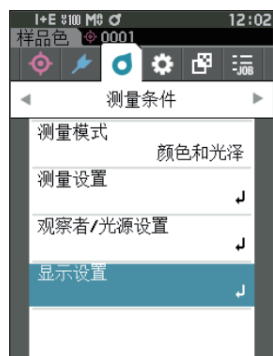 I+E M0 12:02
样品色 0001
JOB
测量条件
测量模式
颜色和光泽
测量设置
观察者/光源设置
显示设置